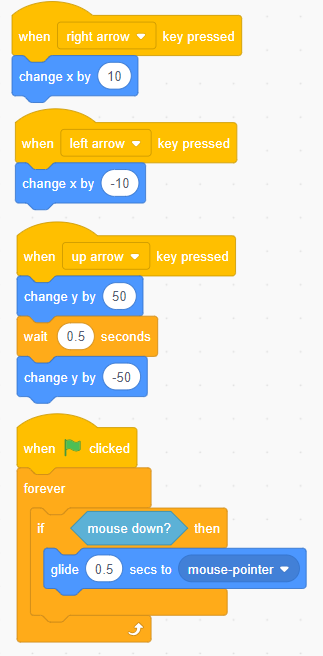 when right arrow key pressed
change x by 10
when left arrow key pressed
change x by -10
when up arrow key pressed
change y by 50
wait 0.5 seconds
change y by -50
when clicked
forever
if mouse down? then
glide 0.5 secs to mouse-pointer